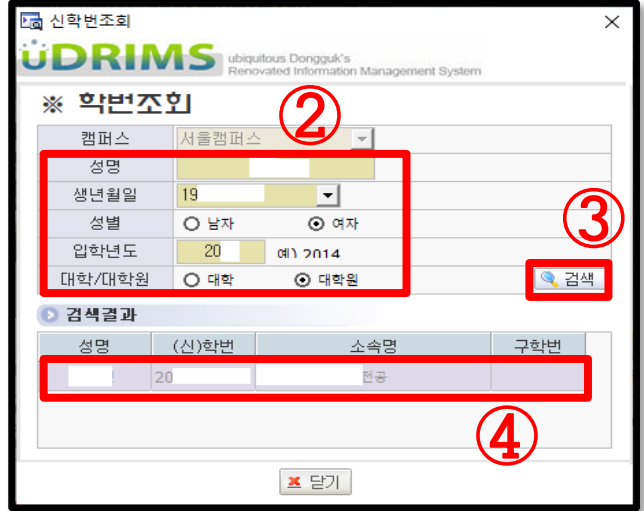 신학번조회
üDRIMS ubiquitous Dongguk's
Renovated Information Management System
※ 학번조회
②
캠퍼스 서울캠퍼스
성명
생년월일 19
성별 남자 여자
③
입학년도 20 예) 2014
대학/대학원 대학 대학원 검색
검색결과
성명 (신)학번 소속명 구학번
20 전공
④
닫기